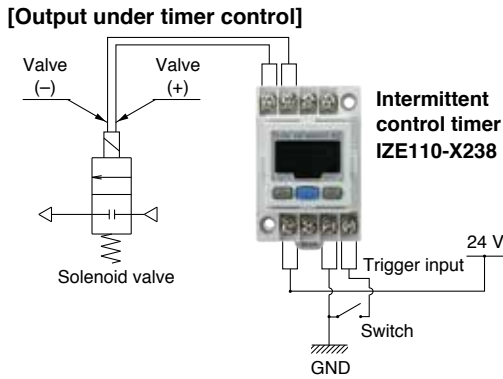 [Output under timer control]
Valve
(–)
Valve
(+)
Intermittent
control timer
IZE110-X238
Solenoid valve
Trigger input
24 V
Switch
GND